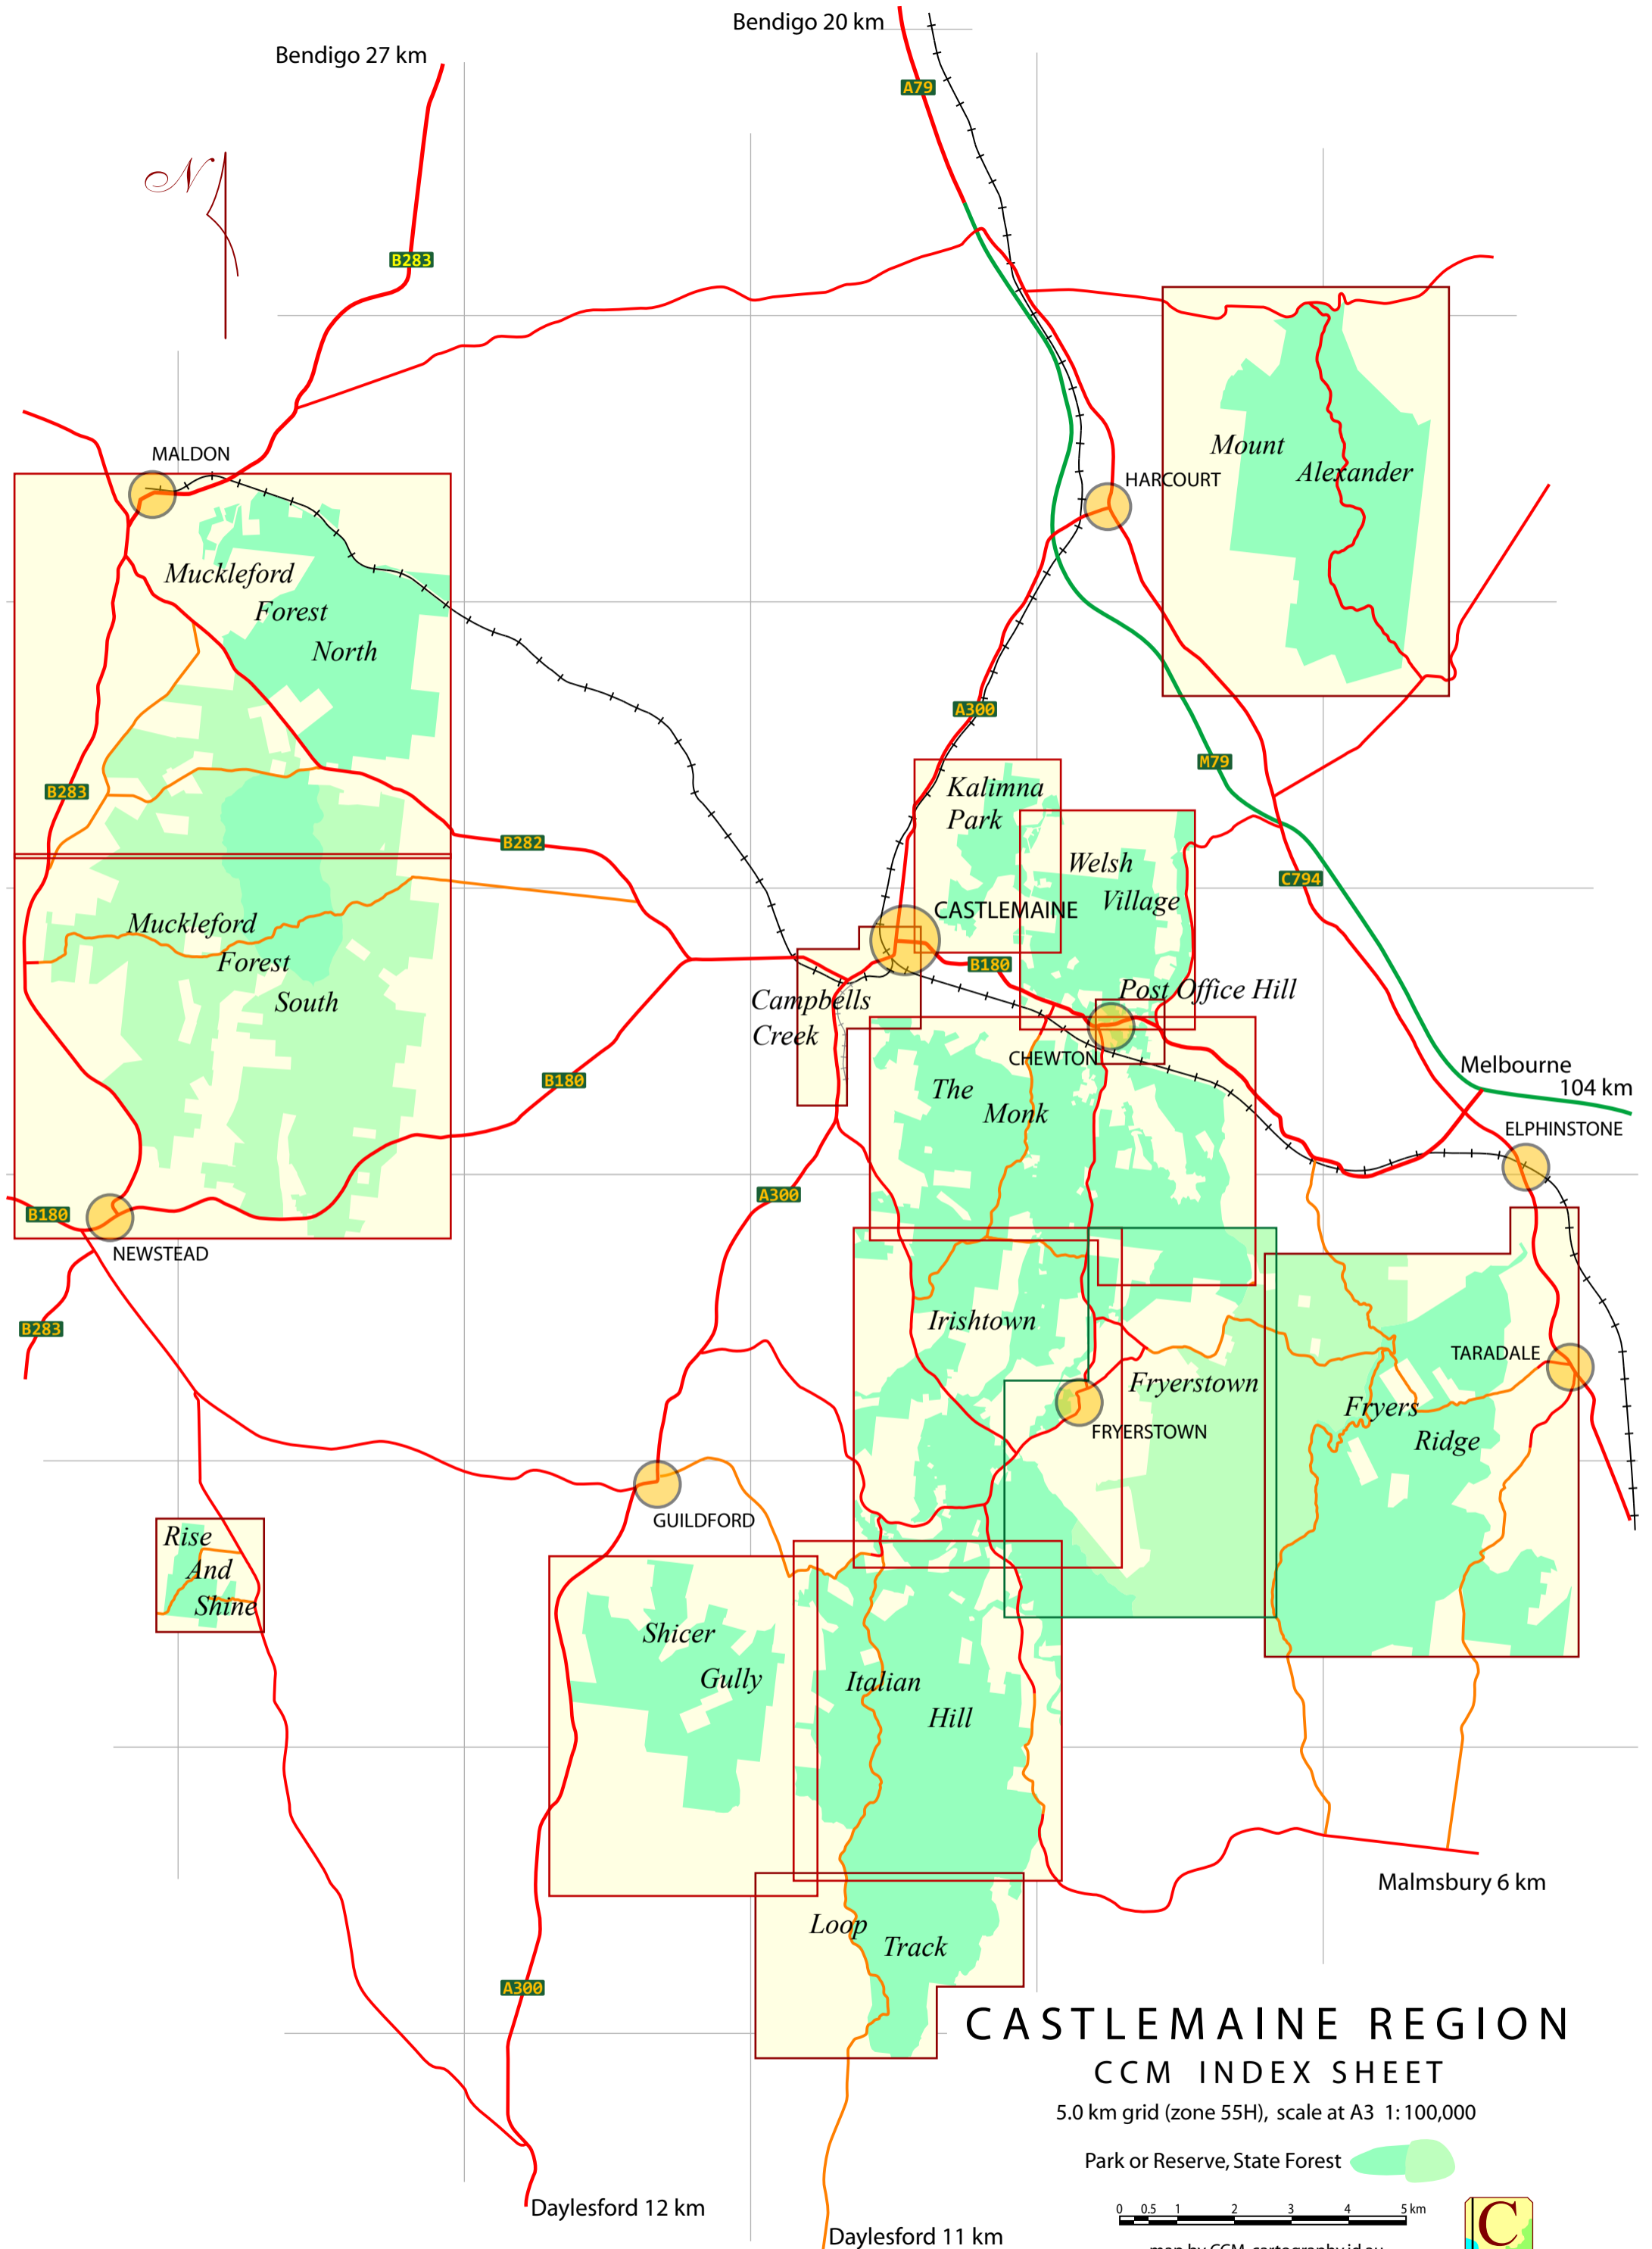 Bendigo 20 km
Bendigo 27 km
A79
N
B283
MALDON
HARCOURT
Mount
Alexander
Muckleford
Forest
North
A300
M79
B283
Kalimna
Park
B282
Welsh
Village
C794
CASTLEMAINE
Muckleford
Forest
South
B180
Post Office Hill
Campbells
Creek
CHEWTON
Melbourne
104 km
B180
The
Monk
ELPHINSTONE
A300
B180
NEWSTEAD
B283
Irishtown
TARADALE
Fryerstown
Fryers
Ridge
FRYERSTOWN
GUILDFORD
Rise
And
Shine
Shicer
Gully
Italian
Hill
Malmsbury 6 km
Loop
Track
A300
CASTLEMAINE REGION
CCM INDEX SHEET
5.0 km grid (zone 55H), scale at A3 1:100,000
Park or Reserve, State Forest
0 0.5 1 2 3 4 5 km
C
Daylesford 12 km
Daylesford 11 km